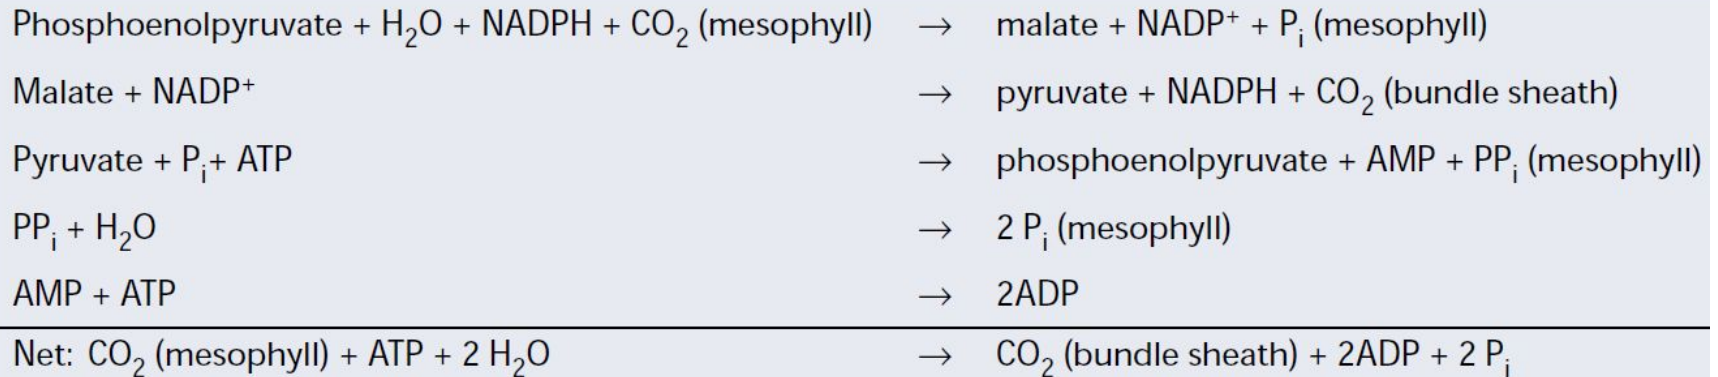 Phosphoenolpyruvate + H₂O + NADPH + CO₂ (mesophyll) → malate + NADP⁺ + Pᵢ (mesophyll)
Malate + NADP⁺ → pyruvate + NADPH + CO₂ (bundle sheath)
Pyruvate + Pᵢ+ ATP → phosphoenolpyruvate + AMP + PPᵢ (mesophyll)
PPᵢ + H₂O → 2 Pᵢ (mesophyll)
AMP + ATP → 2ADP
Net: CO₂ (mesophyll) + ATP + 2 H₂O → CO₂ (bundle sheath) + 2ADP + 2 Pᵢ